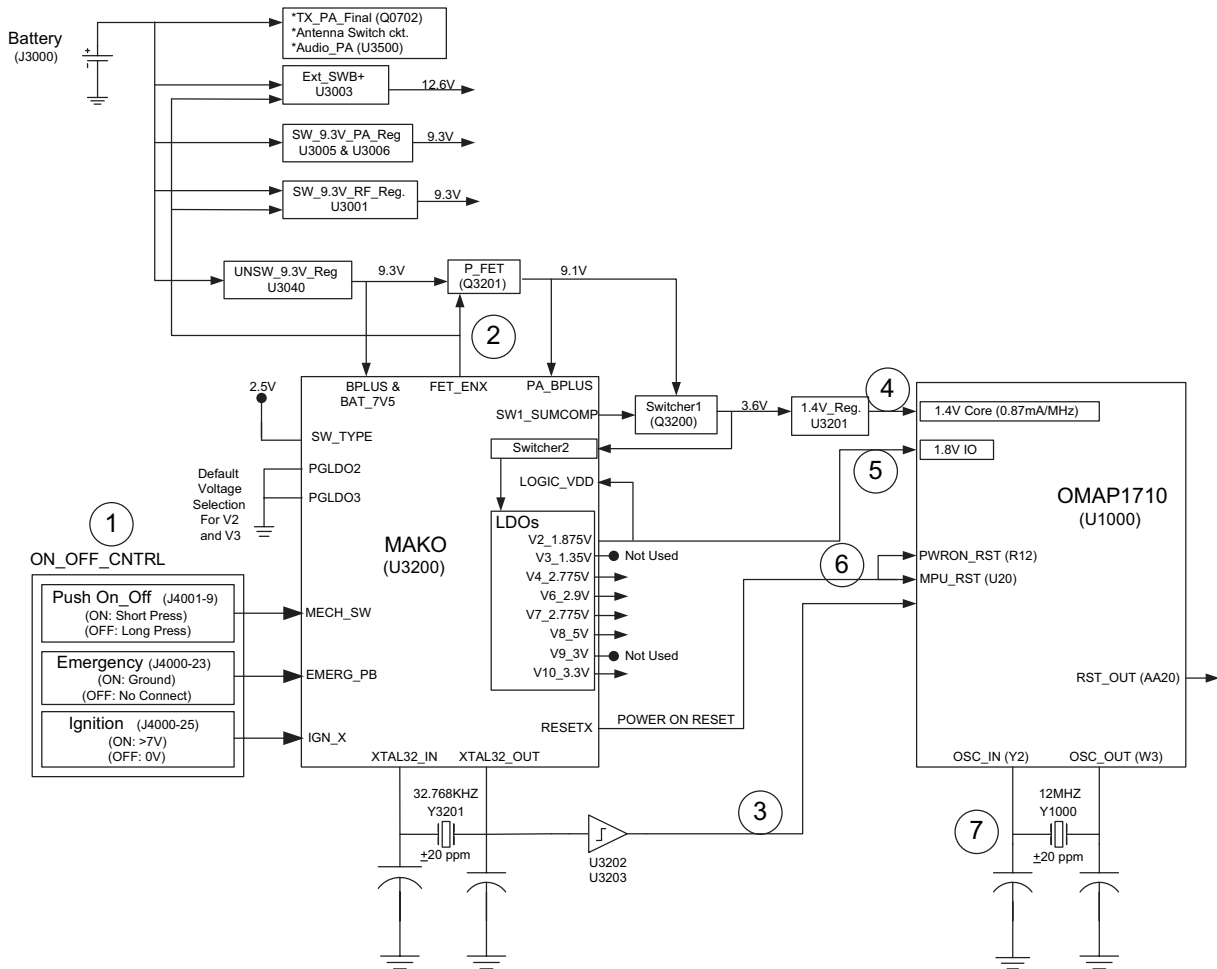 Battery
(J3000)
+
-
*TX_PA_Final (Q0702)
*Antenna Switch ckt.
*Audio_PA (U3500)
Ext_SWB+
U3003
12.6V
SW_9.3V_PA_Reg
U3005 & U3006
9.3V
SW_9.3V_RF_Reg.
U3001
9.3V
UNSW_9.3V_Reg
U3040
9.3V
P_FET
(Q3201)
9.1V
2
2.5V
BPLUS &
BAT_7V5
FET_ENX
PA_BPLUS
SW_TYPE
SW1_SUMCOMP
Switcher1
(Q3200)
3.6V
1.4V_Reg.
U3201
4
1.4V Core (0.87mA/MHz)
Switcher2
5
1.8V IO
PGLDO2
PGLDO3
Default
Voltage
Selection
For V2
and V3
LOGIC_VDD
LDOs
V2_1.875V
V3_1.35V
Not Used
V4_2.775V
V6_2.9V
V7_2.775V
V8_5V
V9_3V
Not Used
V10_3.3V
MAKO
(U3200)
OMAP1710
(U1000)
6
PWRON_RST (R12)
MPU_RST (U20)
RST_OUT (AA20)
1
ON_OFF_CNTRL
Push On_Off (J4001-9)
(ON: Short Press)
(OFF: Long Press)
MECH_SW
Emergency (J4000-23)
(ON: Ground)
(OFF: No Connect)
EMERG_PB
Ignition (J4000-25)
(ON: >7V)
(OFF: 0V)
IGN_X
RESETX
POWER ON RESET
XTAL32_IN
XTAL32_OUT
OSC_IN (Y2)
OSC_OUT (W3)
32.768KHZ
Y3201
±20 ppm
U3202
U3203
3
7
12MHZ
Y1000
±20 ppm